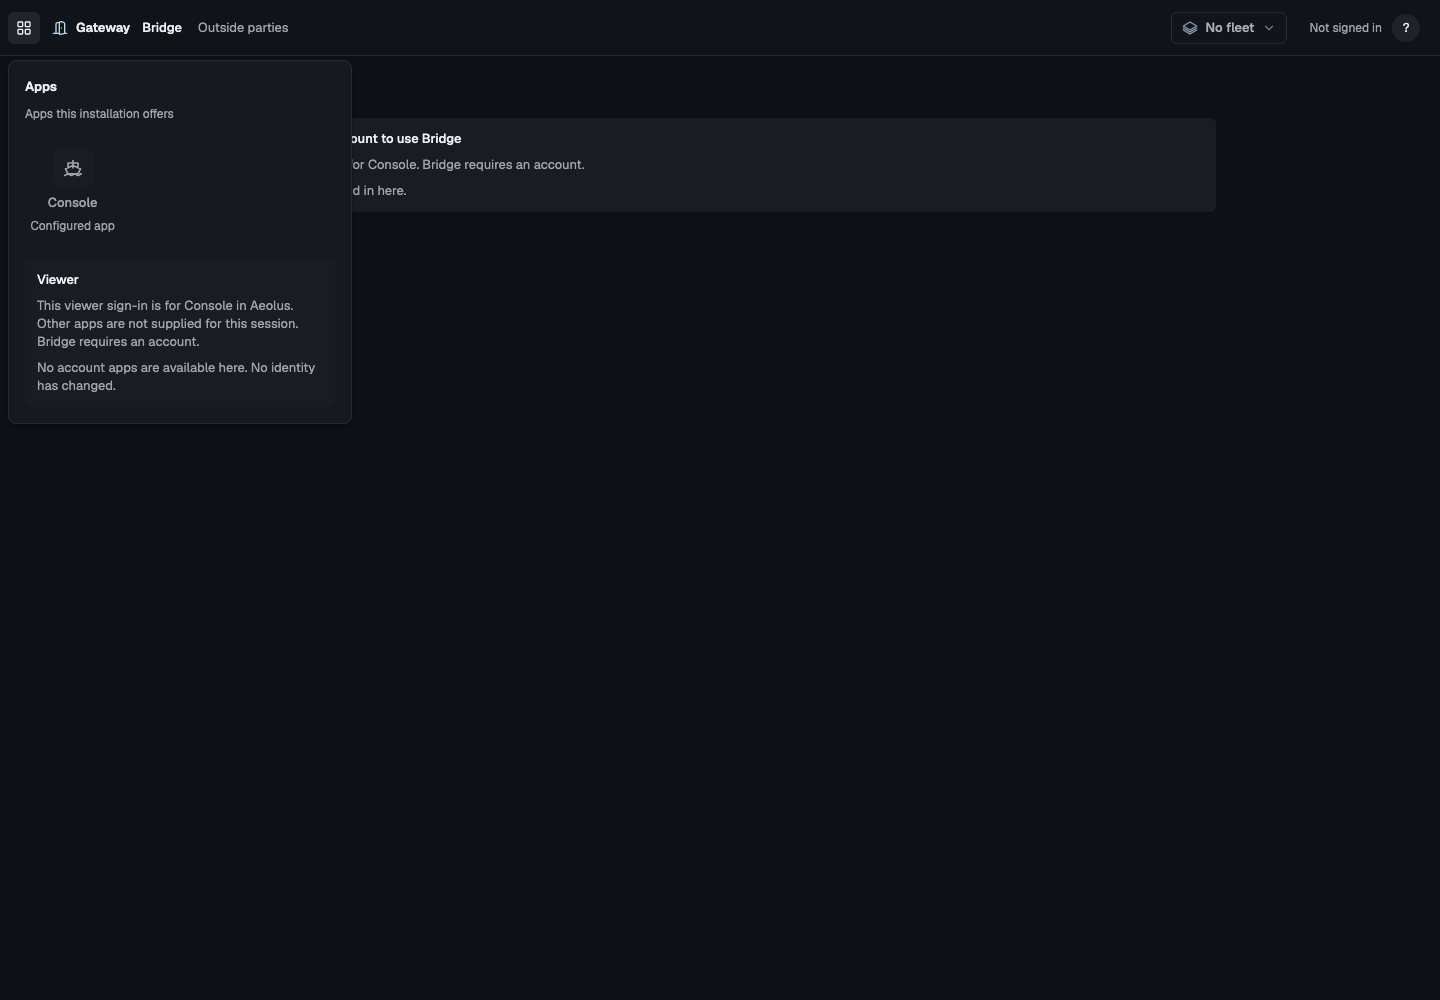 Gateway Bridge Outside parties No fleet Not signed in ?
Apps
Apps this installation offers
Console
Configured app
Viewer
This viewer sign-in is for Console in Aeolus.
Other apps are not supplied for this session.
Bridge requires an account.
No account apps are available here. No identity
has changed.
to use Bridge
for Console. Bridge requires an account.
in here.